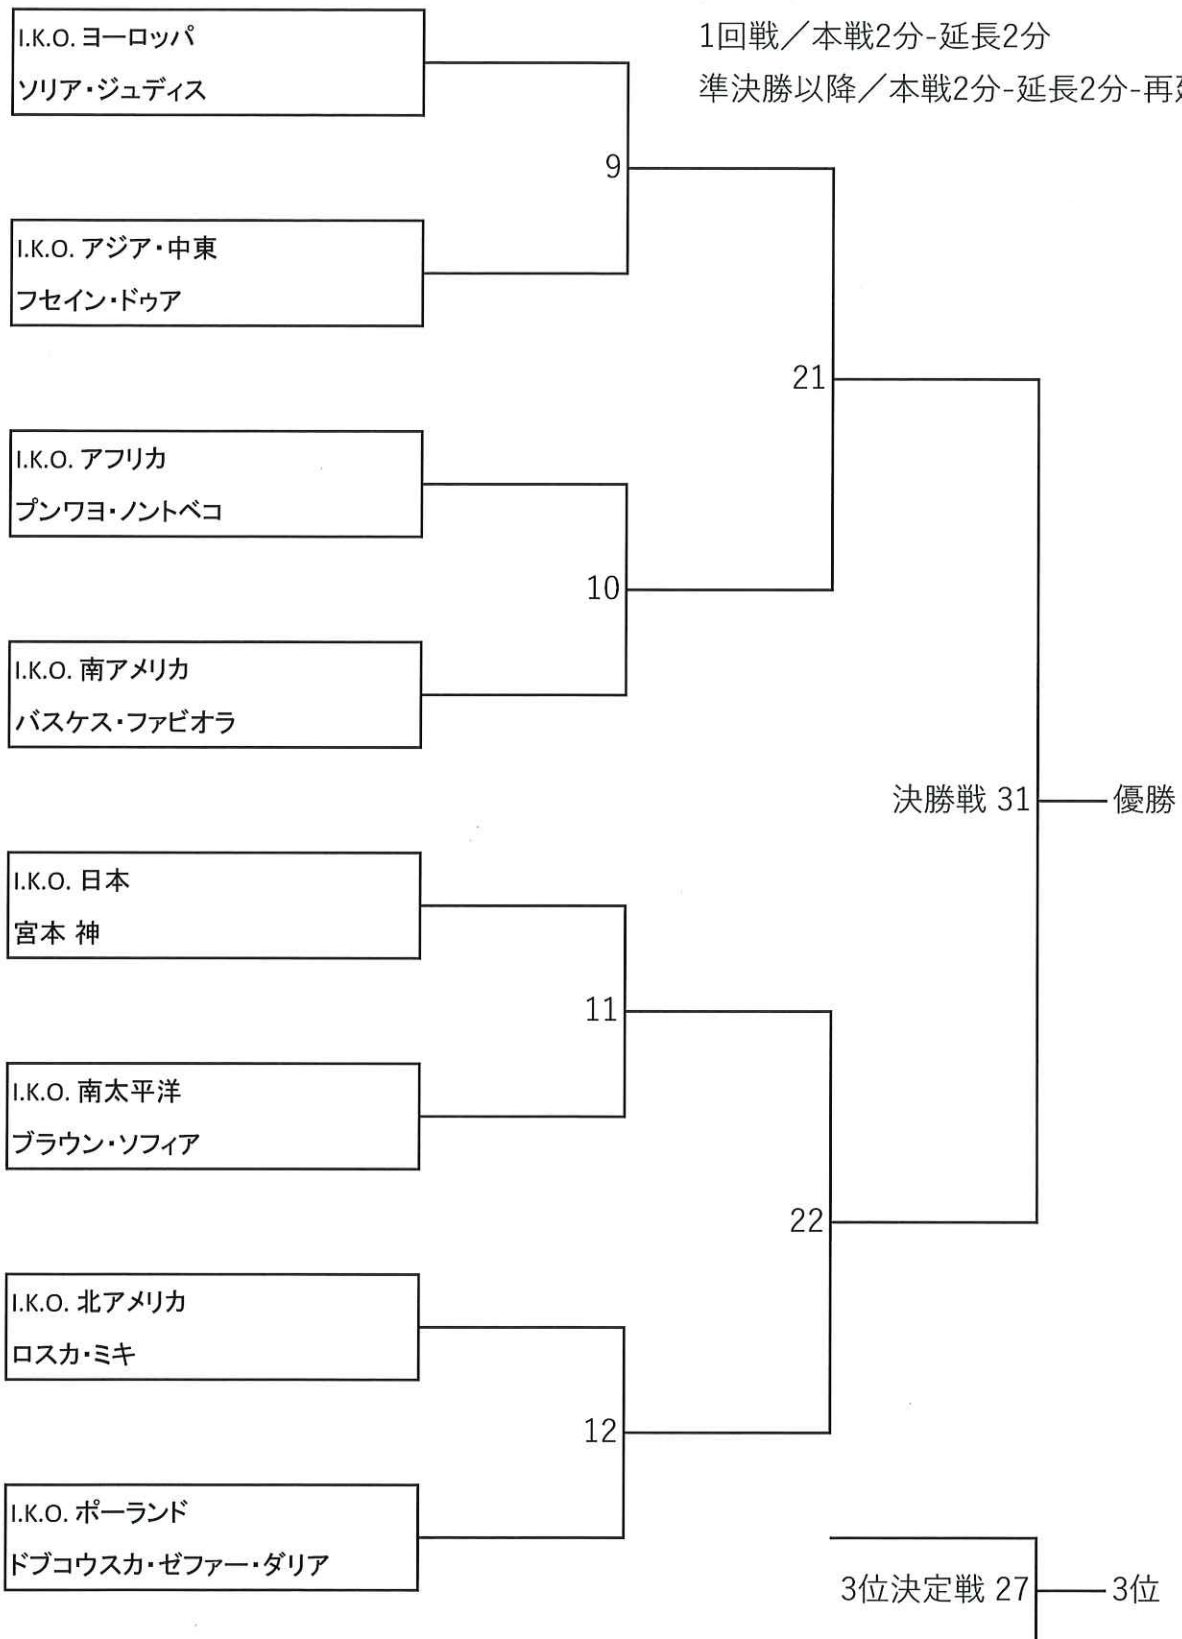 1回戦／本戦2分-延長2分
準決勝以降／本戦2分-延長2分-再
I.K.O. ヨーロッパ
ソリア・ジュディス
9
I.K.O. アジア・中東
フセイン・ドゥア
21
I.K.O. アフリカ
プンワヨ・ノントベコ
10
I.K.O. 南アメリカ
バスケス・ファビオラ
決勝戦 31
優勝
I.K.O. 日本
宮本 神
11
I.K.O. 南太平洋
ブラウン・ソフィア
22
I.K.O. 北アメリカ
ロスカ・ミキ
12
I.K.O. ポーランド
ドブコウスカ・ゼファー・ダリア
3位決定戦 27
3位